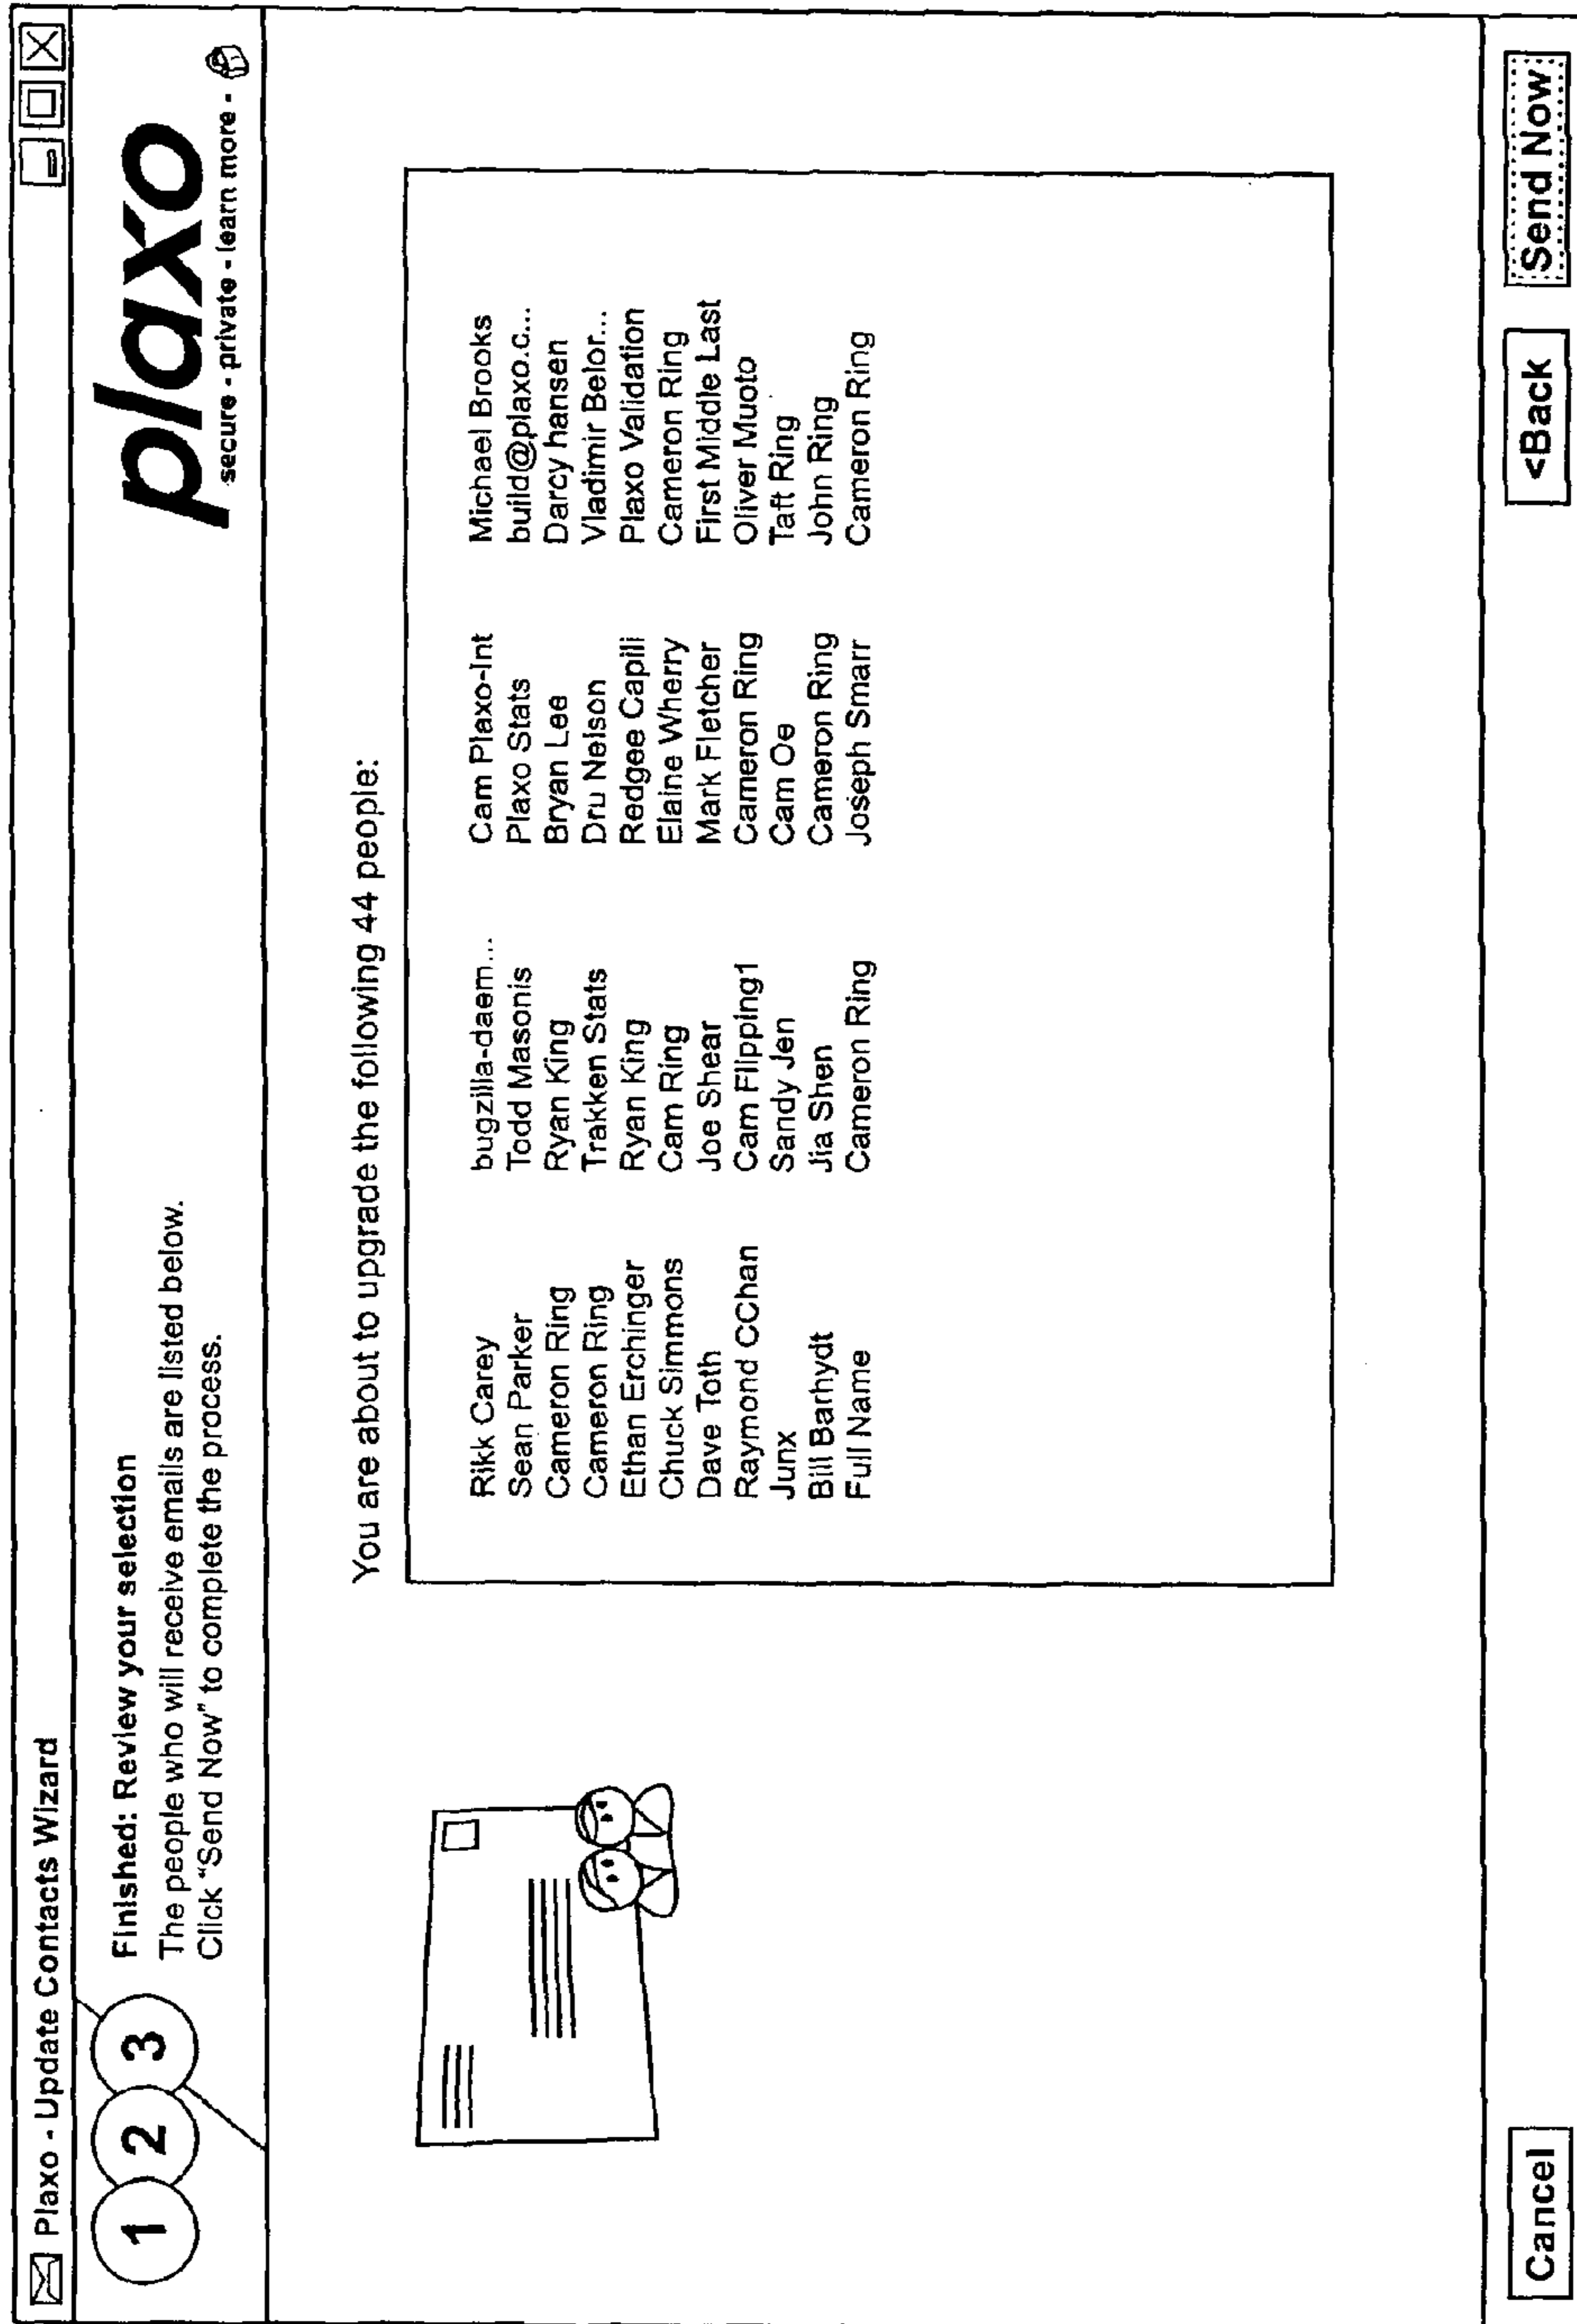 Plaxo - Update Contacts Wizard
1 2 3
Finished: Review your selection
The people who will receive emails are listed below.
Click “Send Now” to complete the process.
plaxo
secure - private - learn more -
You are about to upgrade the following 44 people:
Rikk Carey
Sean Parker
Cameron Ring
Cameron Ring
Ethan Erchinger
Chuck Simmons
Dave Toth
Raymond CChan
Junx
Bill Barhydt
Full Name
bugzilla-daem...
Todd Masonis
Ryan King
Trakken Stats
Ryan King
Cam Ring
Joe Shear
Cam Flipping1
Sandy Jen
Jia Shen
Cameron Ring
Cam Plaxo-Int
Plaxo Stats
Bryan Lee
Dru Nelson
Redgee Capili
Elaine Wherry
Mark Fletcher
Cameron Ring
Cam Oe
Cameron Ring
Joseph Smarr
Michael Brooks
build@plaxo.c...
Darcy hansen
Vladimir Belor...
Plaxo Validation
Cameron Ring
First Middle Last
Oliver Muoto
Taft Ring
John Ring
Cameron Ring
Cancel
<Back
Send Now